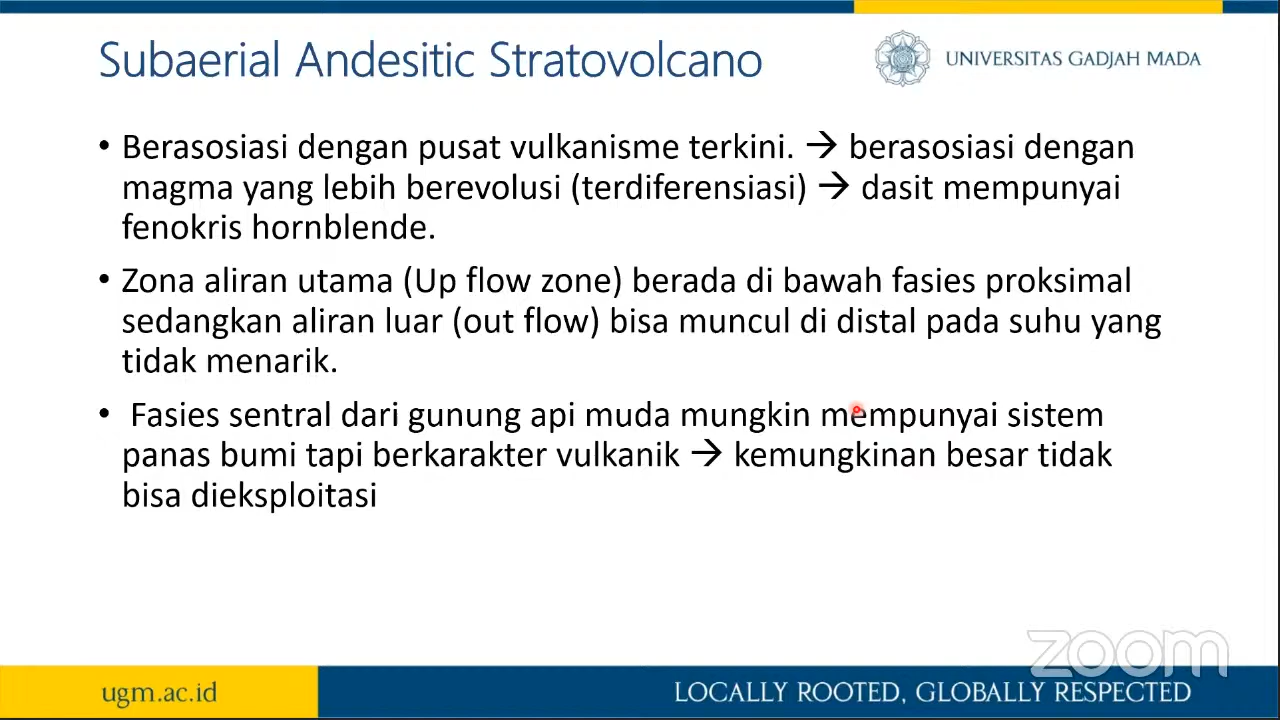 Subaerial Andesitic Stratovolcano
UNIVERSITAS GADJAH MADA
• Berasosiasi dengan pusat vulkanisme terkini. → berasosiasi dengan
magma yang lebih berevolusi (terdiferensiasi) → dasit mempunyai
fenokris hornblende.
• Zona aliran utama (Up flow zone) berada di bawah fasies proksimal
sedangkan aliran luar (out flow) bisa muncul di distal pada suhu yang
tidak menarik.
• Fasies sentral dari gunung api muda mungkin mempunyai sistem
panas bumi tapi berkarakter vulkanik → kemungkinan besar tidak
bisa dieksploitasi
zoom
ugm.ac.id
LOCALLY ROOTED, GLOBALLY RESPECTED